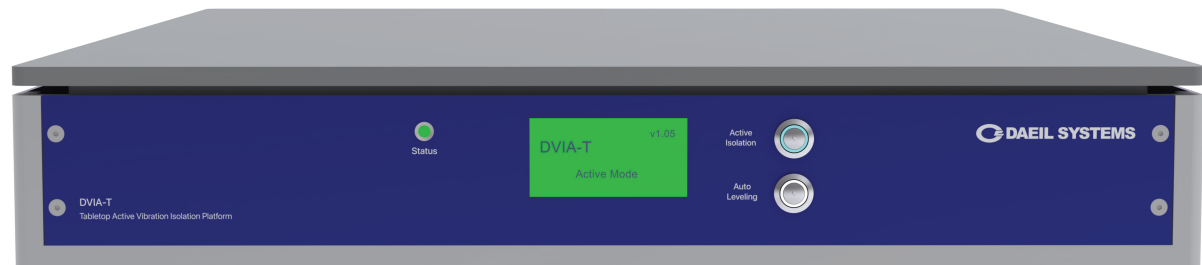 Status
DVIA-T
v1.05
Active Mode
Active
Isolation
Auto
Leveling
DAEIL SYSTEMS
DVIA-T
Tabletop Active Vibration Isolation Platform